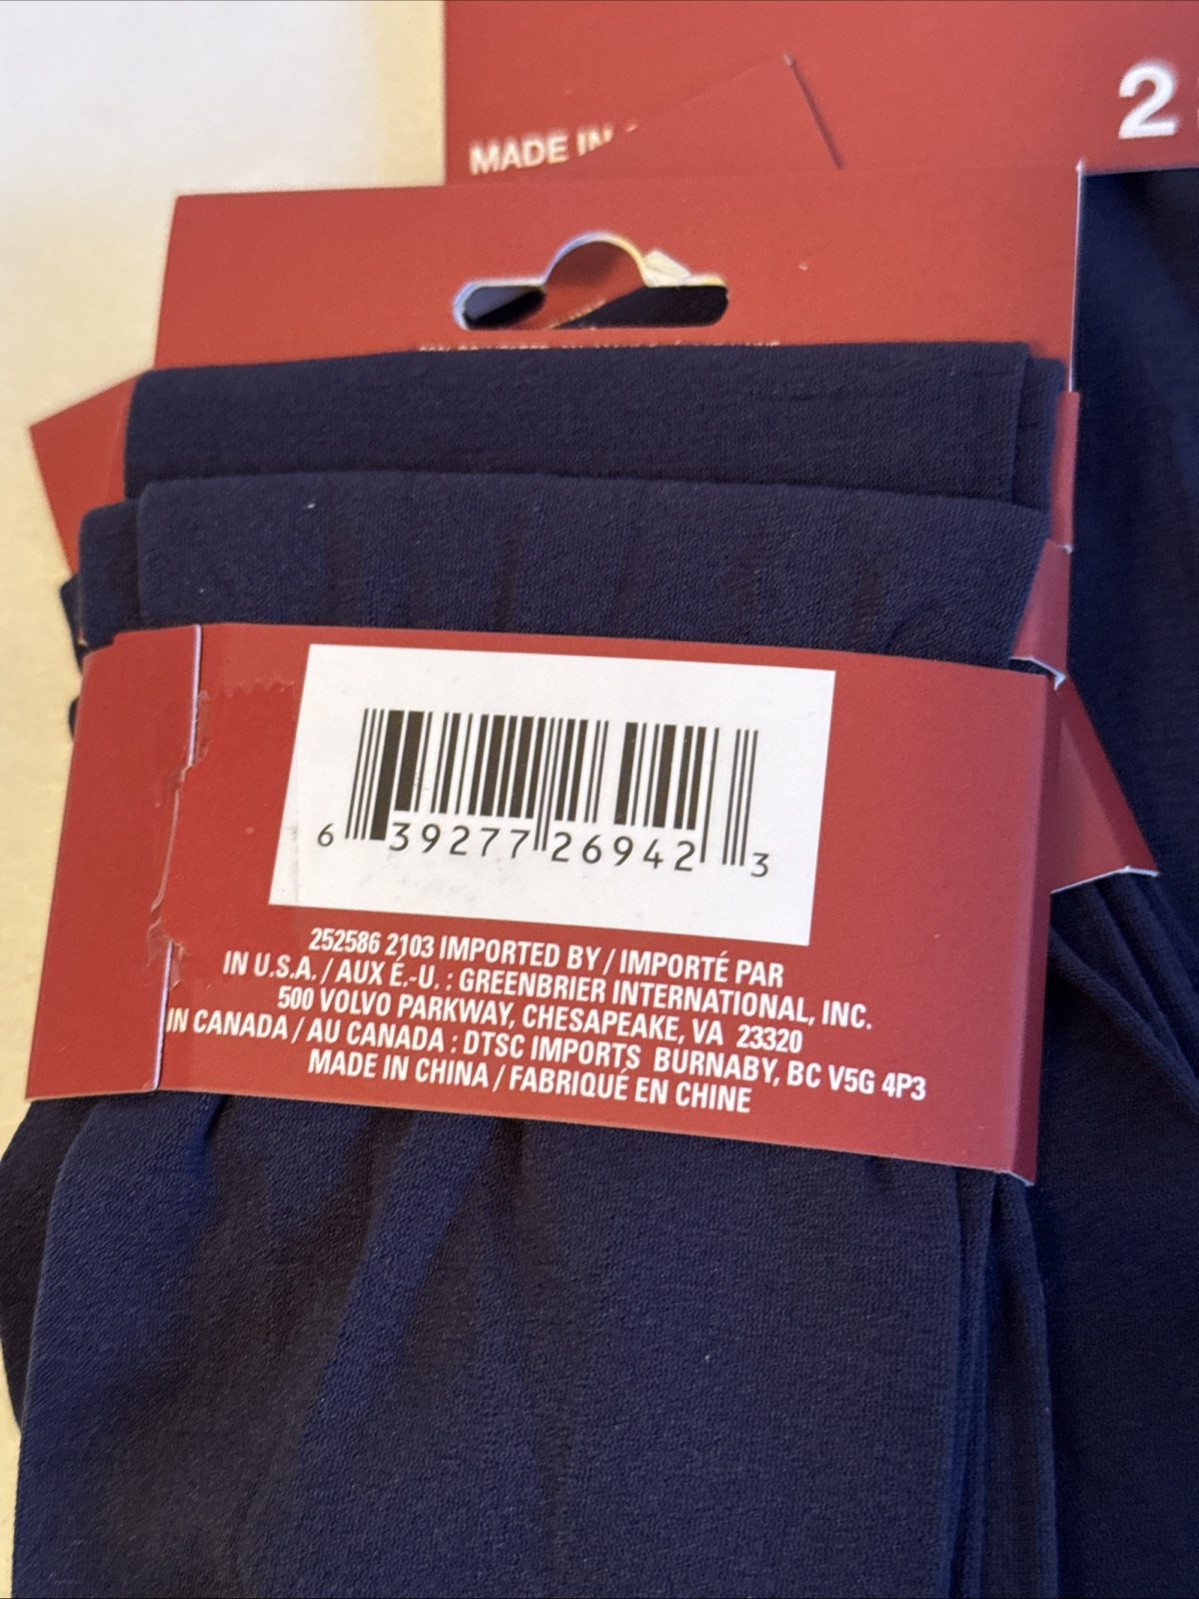 MADE IN
2
6 39277 26942 3
252586 2103 IMPORTED BY / IMPORTÉ PAR
IN U.S.A. / AUX É.-U. : GREENBRIER INTERNATIONAL, INC.
500 VOLVO PARKWAY, CHESAPEAKE, VA 23320
IN CANADA / AU CANADA : DTSC IMPORTS BURNABY, BC V5G 4P3
MADE IN CHINA / FABRIQUÉ EN CHINE